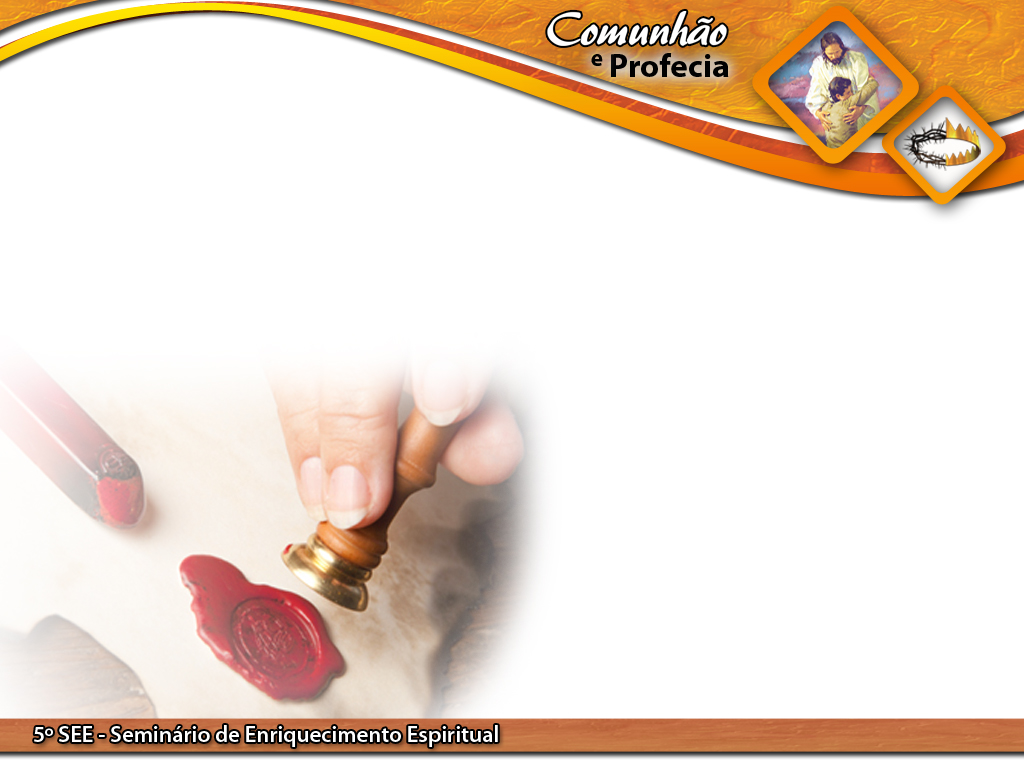 Comunhão
e Profecia
5º SEE - Seminário de Enriquecimento Espiritual